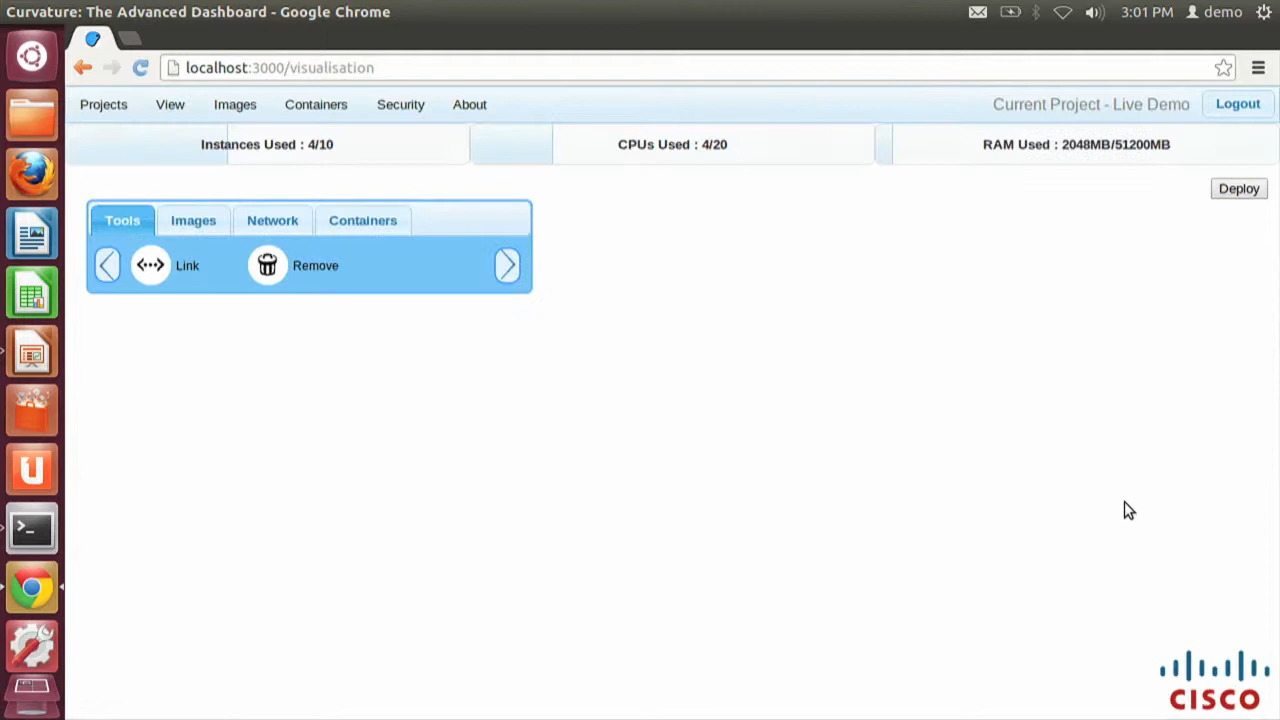 Curvature: The Advanced Dashboard - Google Chrome
3:01 PM demo
localhost:3000/visualisation
Projects View Images Containers Security About Current Project - Live Demo Logout
Instances Used : 4/10 CPUs Used : 4/20 RAM Used : 2048MB/51200MB
Deploy
Tools Images Network Containers
Link Remove
CISCO